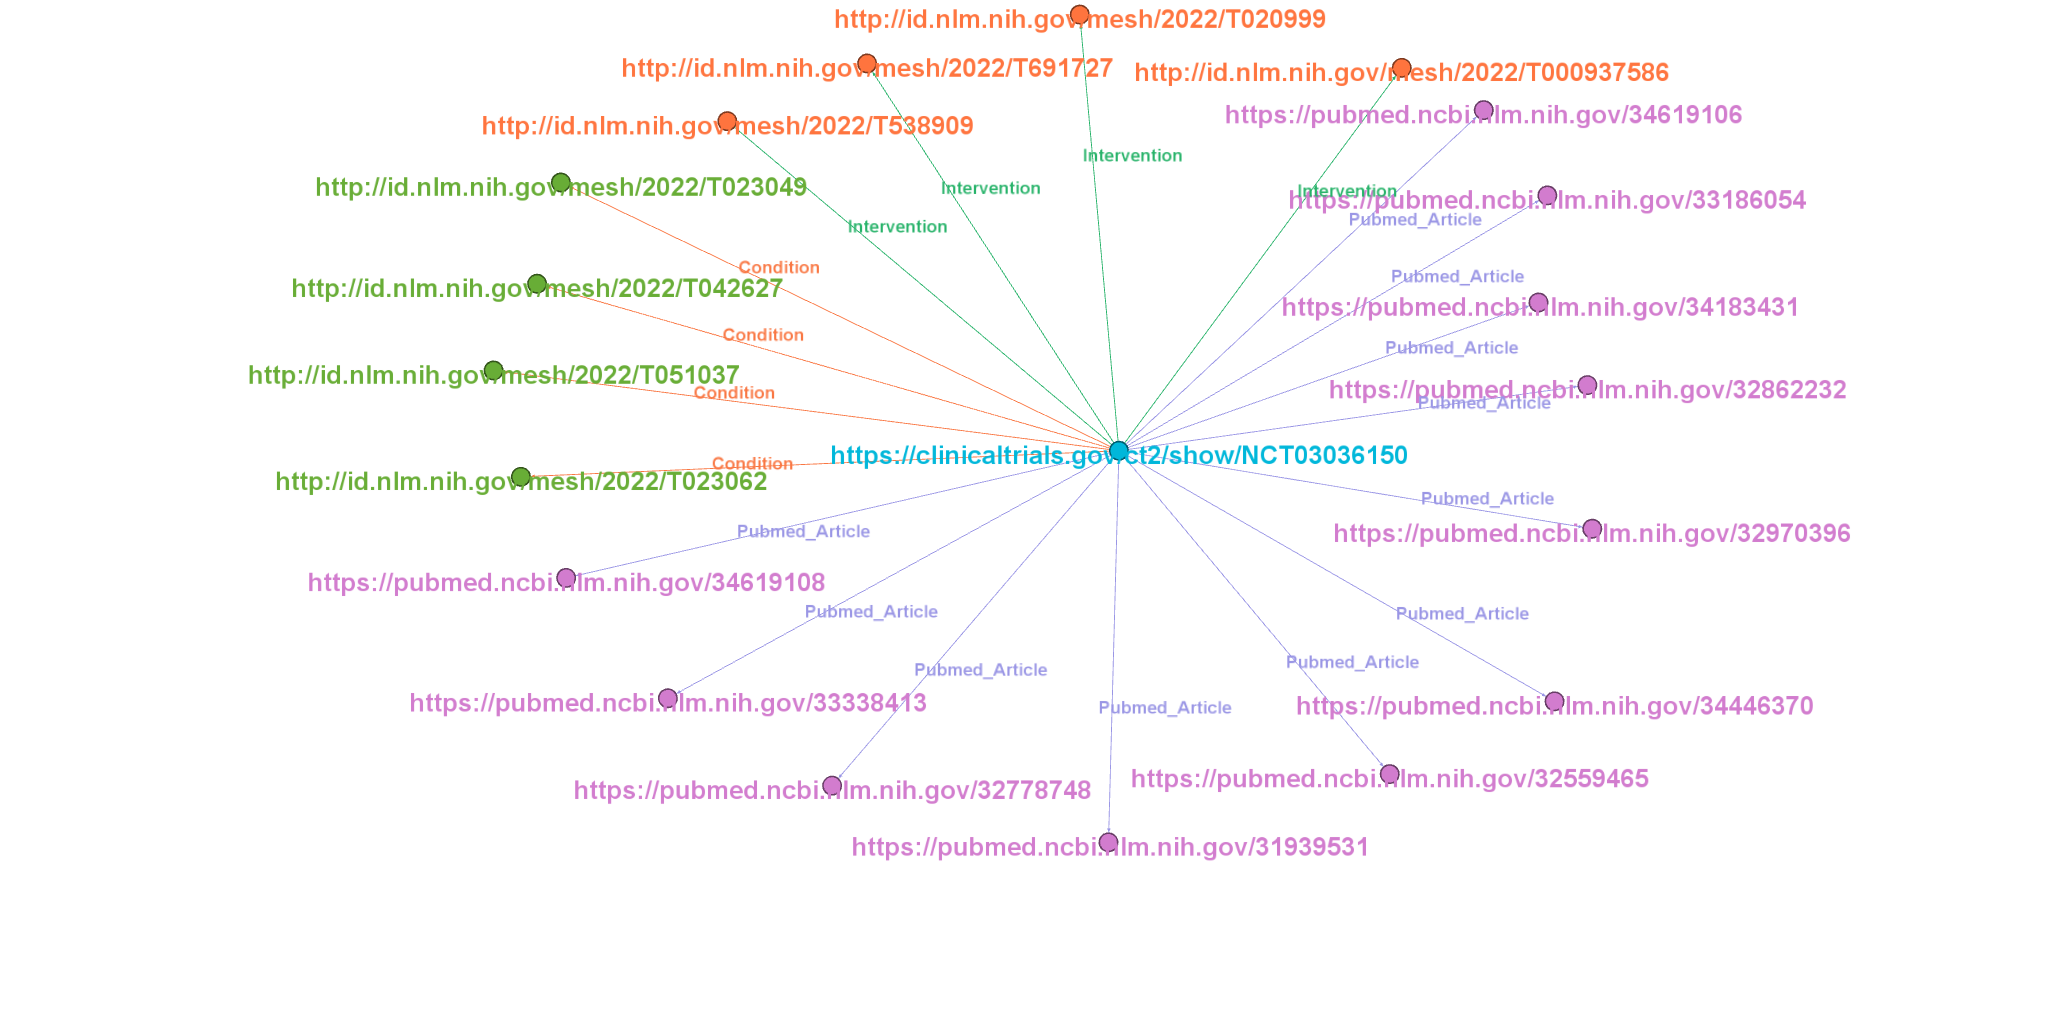 http://id.nlm.nih.gov/mesh/2022/T020999
http://id.nlm.nih.gov/mesh/2022/T691727
http://id.nlm.nih.gov/mesh/2022/T000937586
https://pubmed.ncbi.nlm.nih.gov/34619106
http://id.nlm.nih.gov/mesh/2022/T538909
Intervention
http://id.nlm.nih.gov/mesh/2022/T023049
Intervention
Intervention
https://pubmed.ncbi.nlm.nih.gov/33186054
Pubmed_Article
Intervention
Condition
Pubmed_Article
http://id.nlm.nih.gov/mesh/2022/T042627
https://pubmed.ncbi.nlm.nih.gov/34183431
Condition
Pubmed_Article
http://id.nlm.nih.gov/mesh/2022/T051037
https://pubmed.ncbi.nlm.nih.gov/32862232
Condition
Pubmed_Article
https://clinicaltrials.gov/ct2/show/NCT03036150
Condition
http://id.nlm.nih.gov/mesh/2022/T023062
Pubmed_Article
Pubmed_Article
https://pubmed.ncbi.nlm.nih.gov/32970396
https://pubmed.ncbi.nlm.nih.gov/34619108
Pubmed_Article
Pubmed_Article
Pubmed_Article
Pubmed_Article
https://pubmed.ncbi.nlm.nih.gov/33338413
Pubmed_Article
https://pubmed.ncbi.nlm.nih.gov/34446370
https://pubmed.ncbi.nlm.nih.gov/32559465
https://pubmed.ncbi.nlm.nih.gov/32778748
https://pubmed.ncbi.nlm.nih.gov/31939531